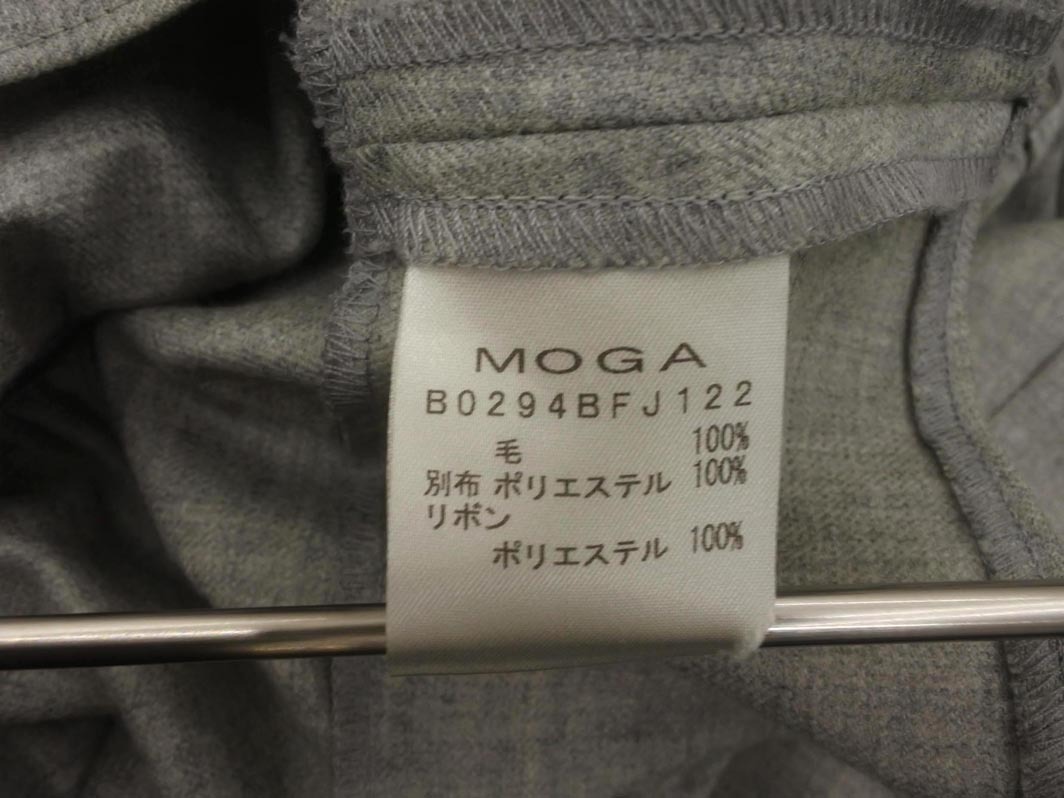 MOGA
B0294BFJ122
毛 100%
別布 ポリエステル 100%
リボン
ポリエステル 100%